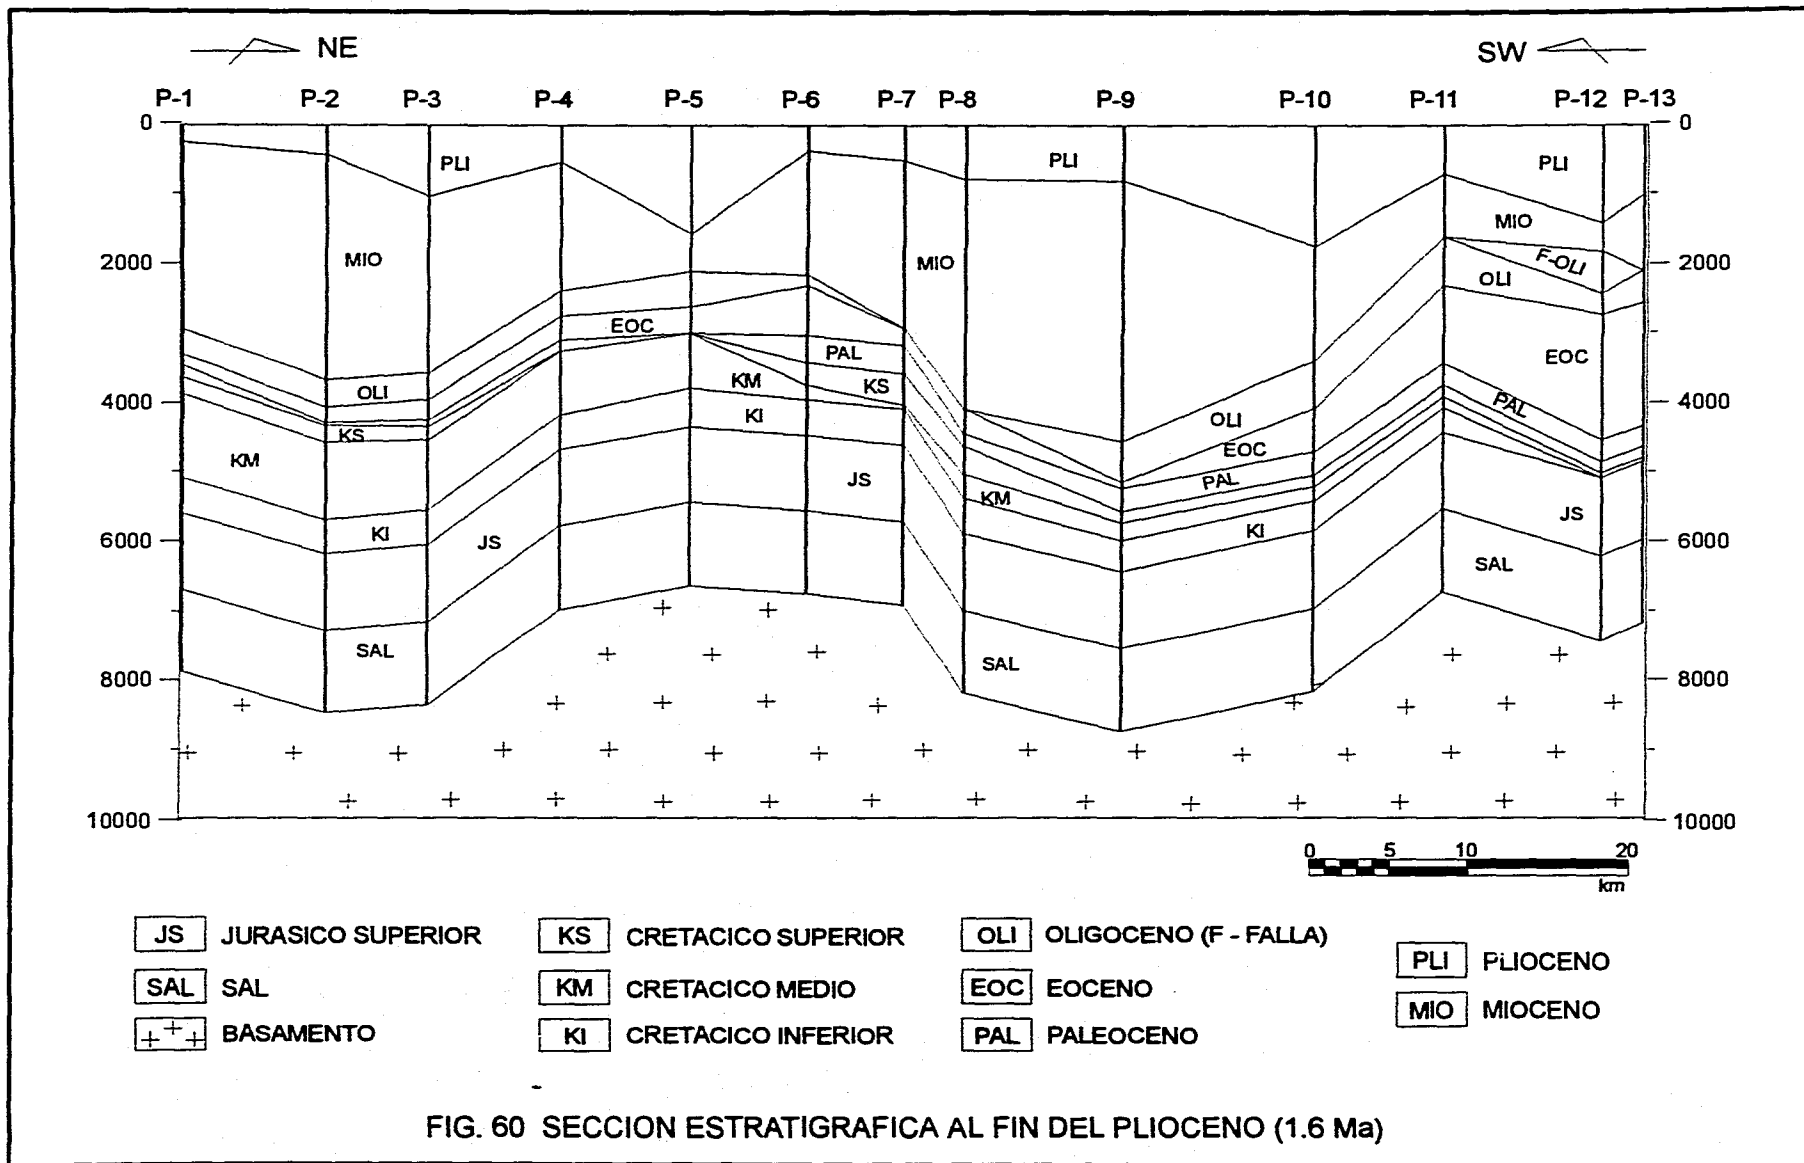 NE SW
P-1 P-2 P-3 P-4 P-5 P-6 P-7 P-8 P-9 P-10 P-11 P-12 P-13
0 0
PLI PLI PLI
MIO
MIO MIO
2000 2000
F-OLI
OLI
EOC
PAL EOC
KM KS
OLI
4000 4000
KI PAL
OLI
KS
EOC
KM
JS PAL
KM
JS
KI KI
6000 6000
JS
SAL
SAL SAL
8000 8000
10000 10000
0 5 10 20
km
JS JURASICO SUPERIOR
SAL SAL
BASAMENTO
KS CRETACICO SUPERIOR
KM CRETACICO MEDIO
KI CRETACICO INFERIOR
OLI OLIGOCENO (F - FALLA)
EOC EOCENO
PAL PALEOCENO
PLI PLIOCENO
MIO MIOCENO
FIG. 60 SECCION ESTRATIGRAFICA AL FIN DEL PLIOCENO (1.6 Ma)